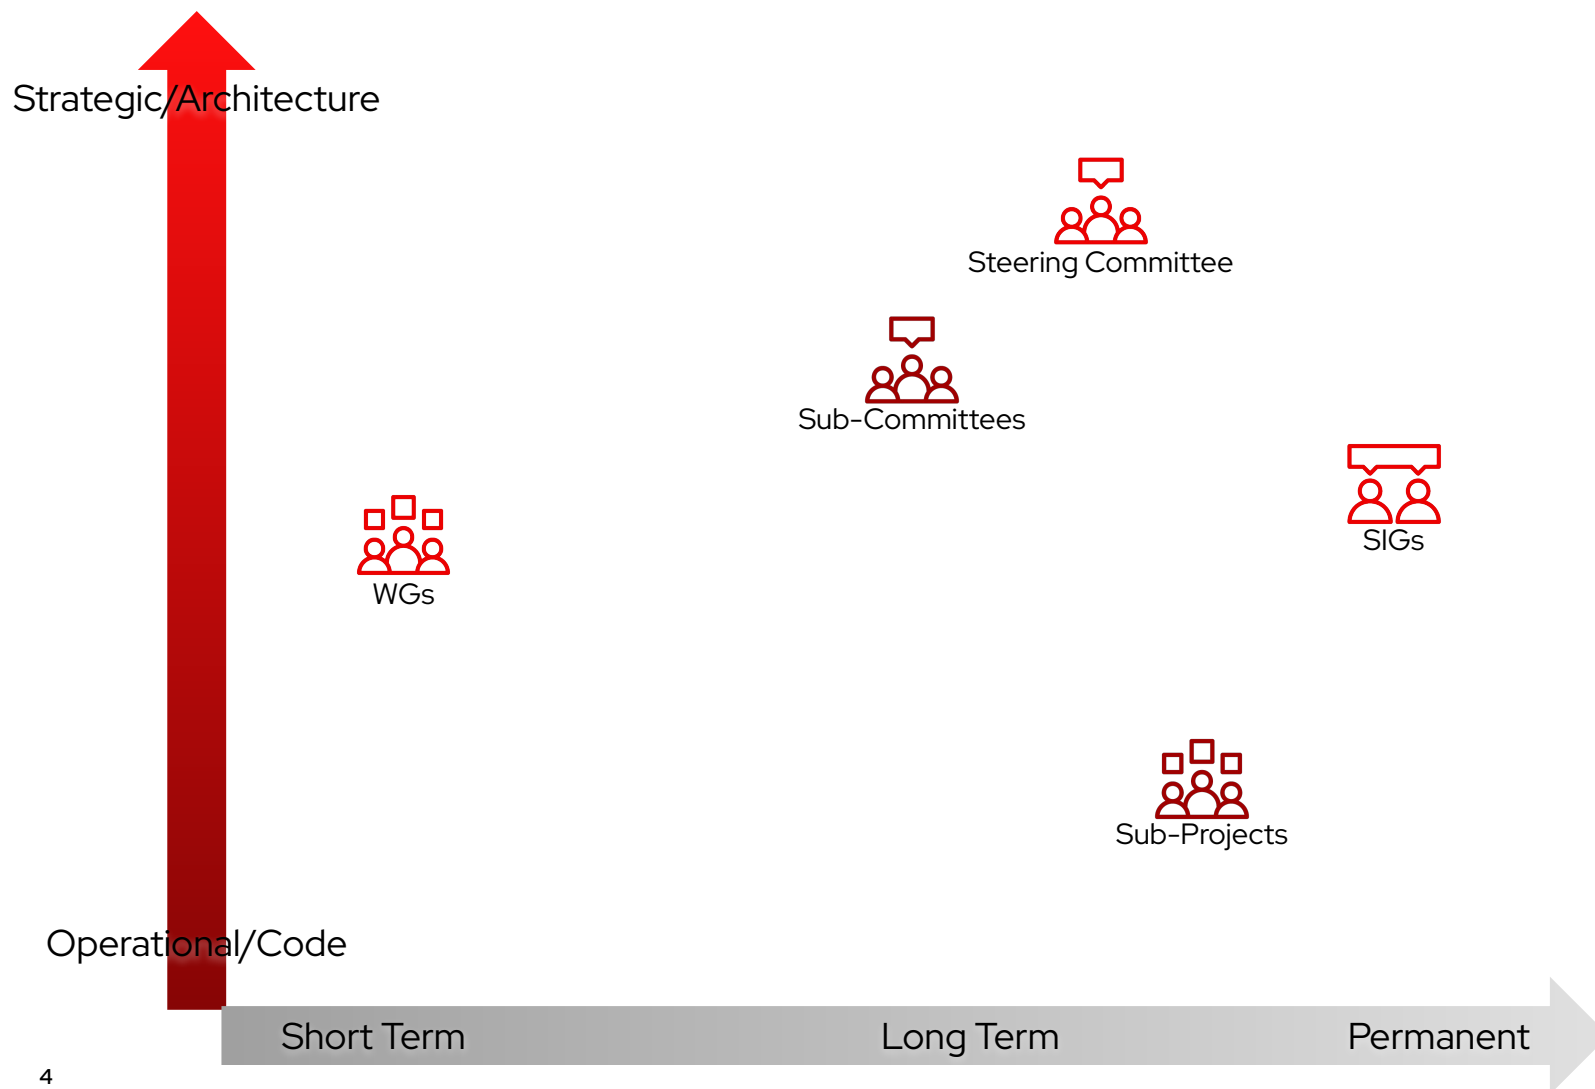 Strategic/Architecture
Steering Committee
Sub-Committees
SIGs
WGs
Sub-Projects
Operational/Code
Short Term
Long Term
Permanent
4